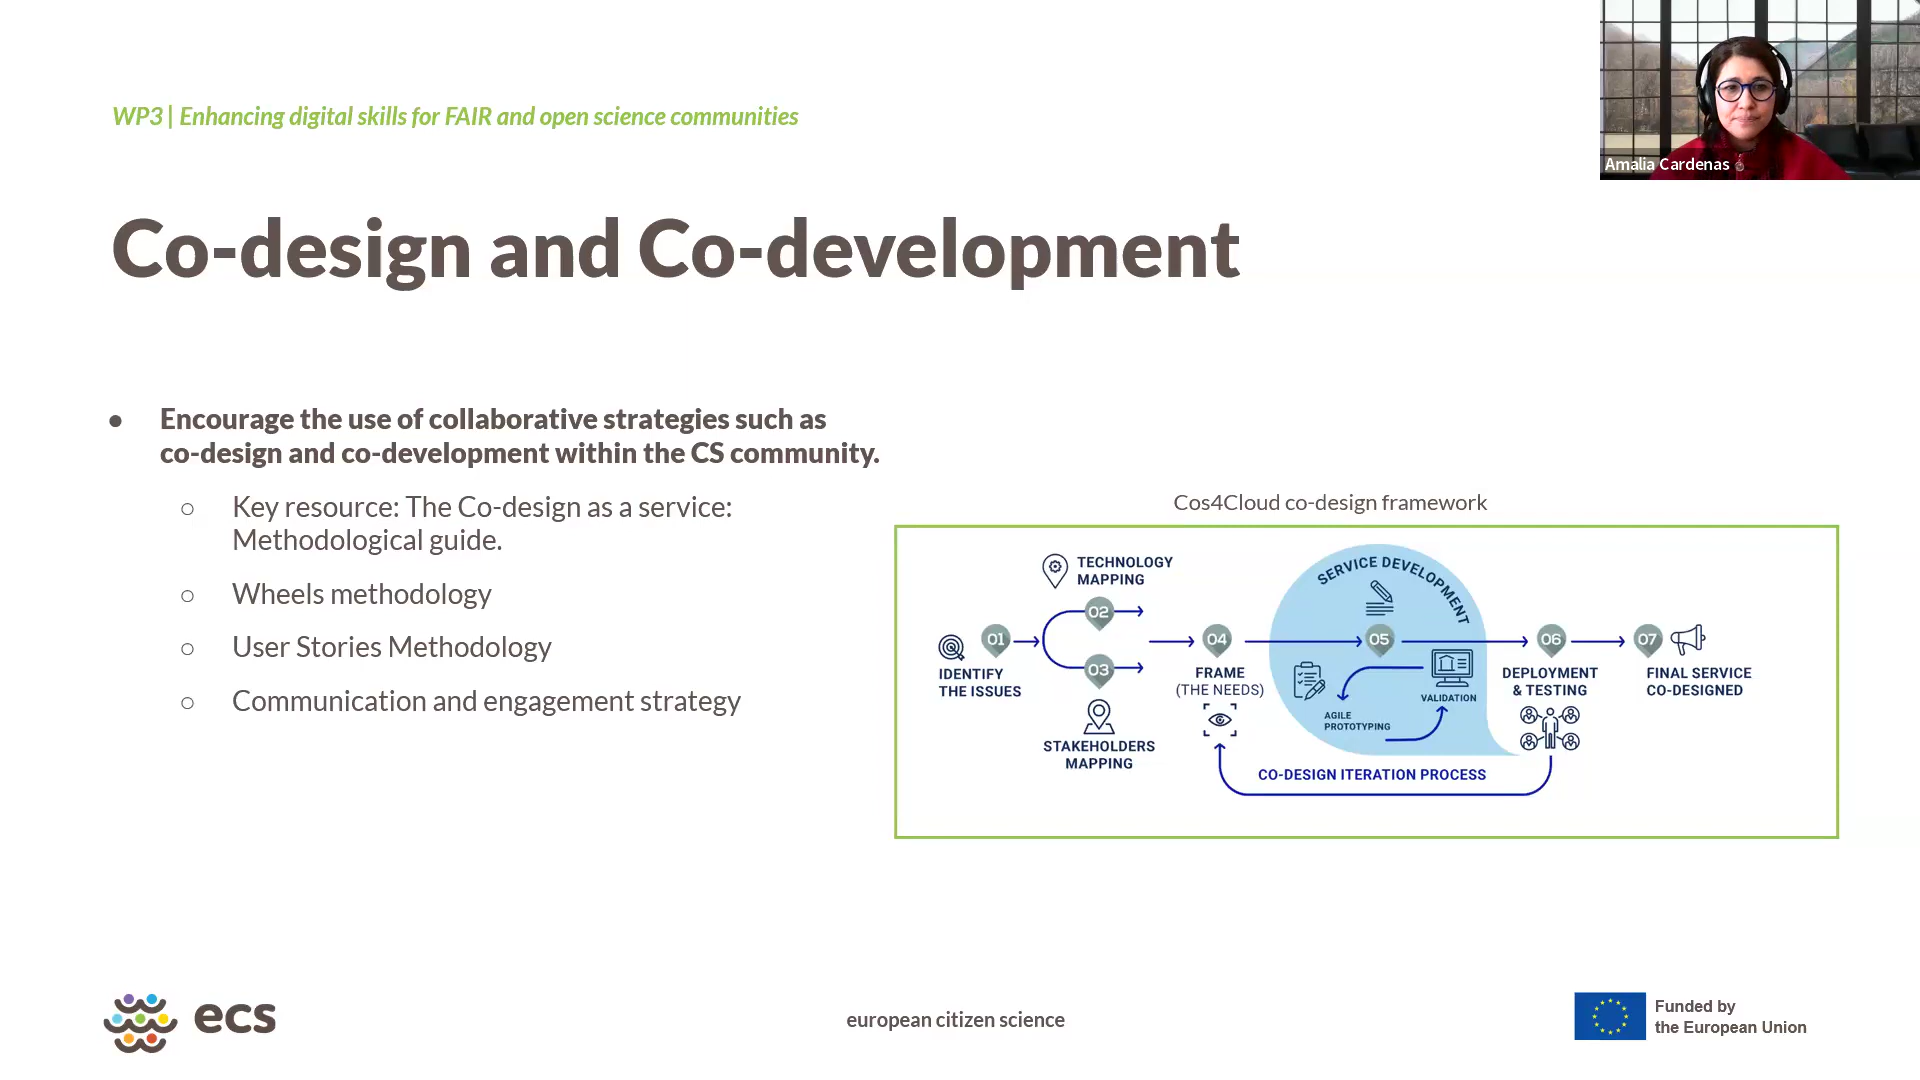 WP3 | Enhancing digital skills for FAIR and open science communities
Amalia Cardenas
Co-design and Co-development
● Encourage the use of collaborative strategies such as
co-design and co-development within the CS community.
○ Key resource: The Co-design as a service:
Methodological guide.
○ Wheels methodology
○ User Stories Methodology
○ Communication and engagement strategy
Cos4Cloud co-design framework
01
IDENTIFY
THE ISSUES
TECHNOLOGY
MAPPING
02
03
STAKEHOLDERS
MAPPING
04
FRAME
(THE NEEDS)
SERVICE DEVELOPMENT
05
AGILE
PROTOTYPING
VALIDATION
06
DEPLOYMENT
& TESTING
07
FINAL SERVICE
CO-DESIGNED
CO-DESIGN ITERATION PROCESS
ecs
european citizen science
Funded by
the European Union